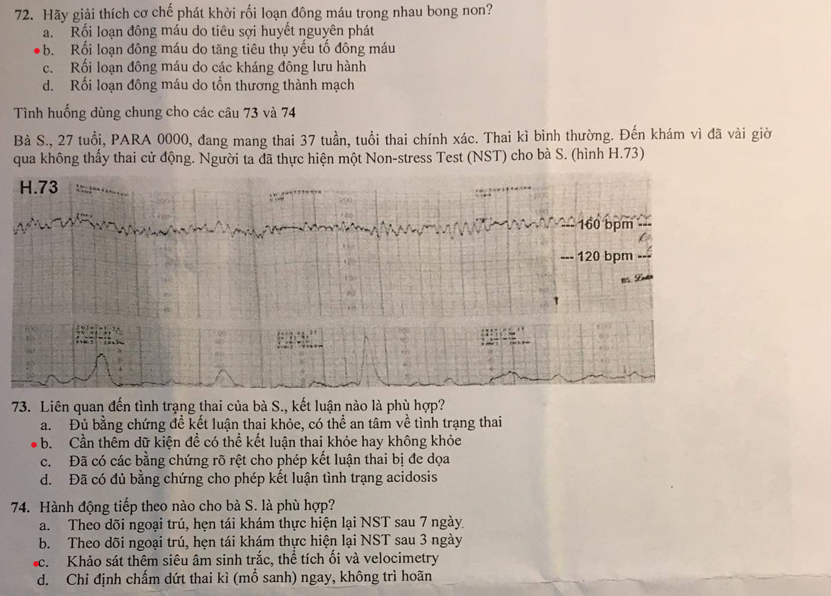 72. Hãy giải thích cơ chế phát khởi rối loạn đông máu trong nhau bong non?
a. Rối loạn đông máu do tiêu sợi huyết nguyên phát
b. Rối loạn đông máu do tăng tiêu thụ yếu tố đông máu
c. Rối loạn đông máu do các kháng đông lưu hành
d. Rối loạn đông máu do tổn thương thành mạch
Tình huống dùng chung cho các câu 73 và 74
Bà S., 27 tuổi, PARA 0000, đang mang thai 37 tuần, tuổi thai chính xác. Thai kì bình thường. Đến khám vì đã vài giờ
qua không thấy thai cử động. Người ta đã thực hiện một Non-stress Test (NST) cho bà S. (hình H.73)
H.73
--- 160 bpm ---
--- 120 bpm ---
73. Liên quan đến tình trạng thai của bà S., kết luận nào là phù hợp?
a. Đủ bằng chứng để kết luận thai khỏe, có thể an tâm về tình trạng thai
b. Cần thêm dữ kiện để có thể kết luận thai khỏe hay không khỏe
c. Đã có các bằng chứng rõ rệt cho phép kết luận thai bị đe dọa
d. Đã có đủ bằng chứng cho phép kết luận tình trạng acidosis
74. Hành động tiếp theo nào cho bà S. là phù hợp?
a. Theo dõi ngoại trú, hẹn tái khám thực hiện lại NST sau 7 ngày.
b. Theo dõi ngoại trú, hẹn tái khám thực hiện lại NST sau 3 ngày
c. Khảo sát thêm siêu âm sinh trắc, thể tích ối và velocimetry
d. Chỉ định chấm dứt thai kì (mổ sanh) ngay, không trì hoãn